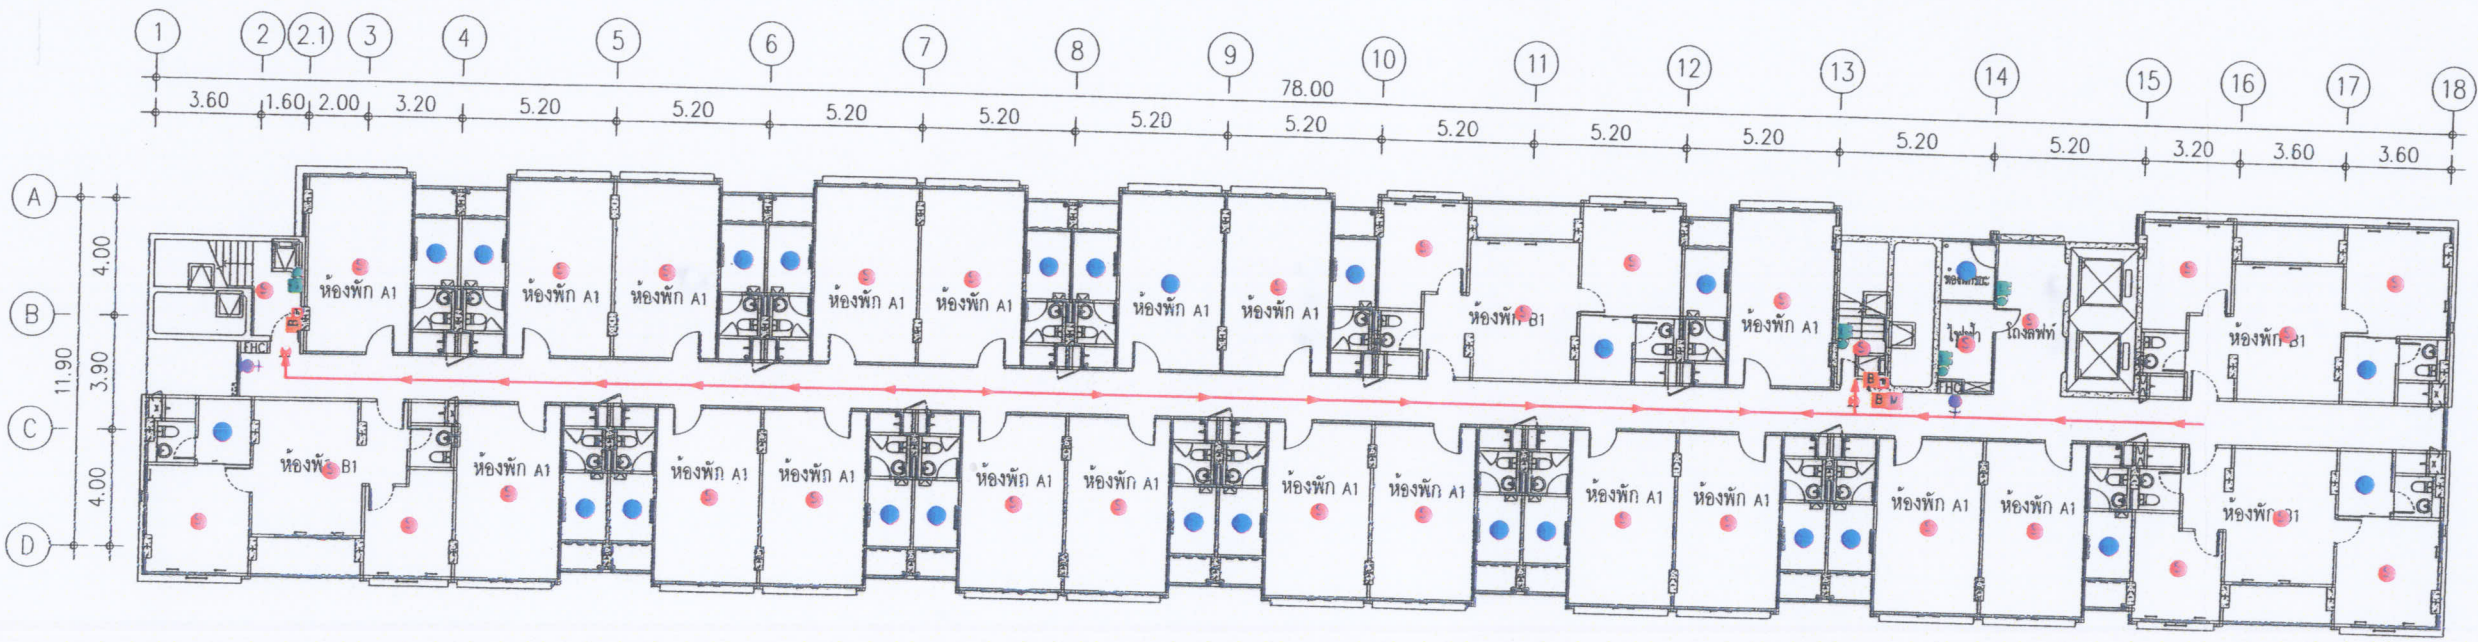 1 2 2.1 3 4 5 6 7 8 9 10 11 12 13 14 15 16 17 18
78.00
3.60 1.60 2.00 3.20 5.20 5.20 5.20 5.20 5.20 5.20 5.20 5.20 5.20 5.20 5.20 3.20 3.60 3.60
A
4.00
B
11.90
3.90
C
4.00
D
ห้องพัก A1 ห้องพัก A1 ห้องพัก A1 ห้องพัก A1 ห้องพัก A1 ห้องพัก A1 ห้องพัก A1 ห้องพัก B1 ห้องพัก A1 ไฟฟ้า โถงลิฟท์ ห้องพัก B1
FHC B B B FHC
ห้องพัก B1 ห้องพัก A1 ห้องพัก A1 ห้องพัก A1 ห้องพัก A1 ห้องพัก A1 ห้องพัก A1 ห้องพัก A1 ห้องพัก A1 ห้องพัก A1 ห้องพัก A1 ห้องพัก A1 ห้องพัก B1